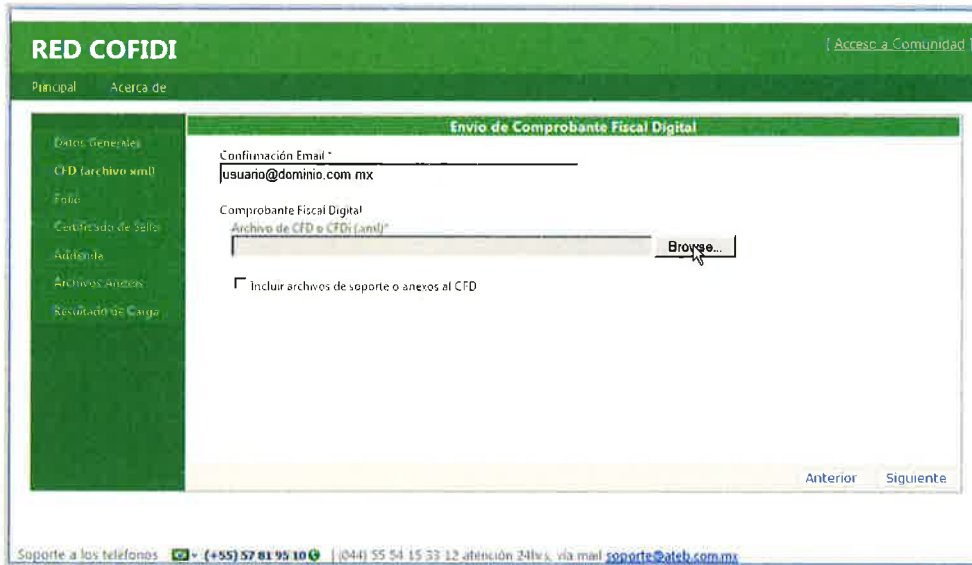 RED COFIDI
[ Acceso a Comunidad ]
Principal Acerca de
Envio de Comprobante Fiscal Digital
Datos Generales
CFD (archivo xml)
Folio
Certificado de Sello
Addenda
Archivos Anexos
Resultado de Carga
Confirmación Email *
usuario@dominio.com mx
Comprobante Fiscal Digital
Archivo de CFD o CFDi (.xml)*
Browse...
Incluir archivos de soporte o anexos al CFD
Anterior Siguiente
Soporte a los telefonos (+55) 57 81 95 10 | (044) 55 54 15 33 12 atención 24hrs, via mail soporte@ateb.com.mx